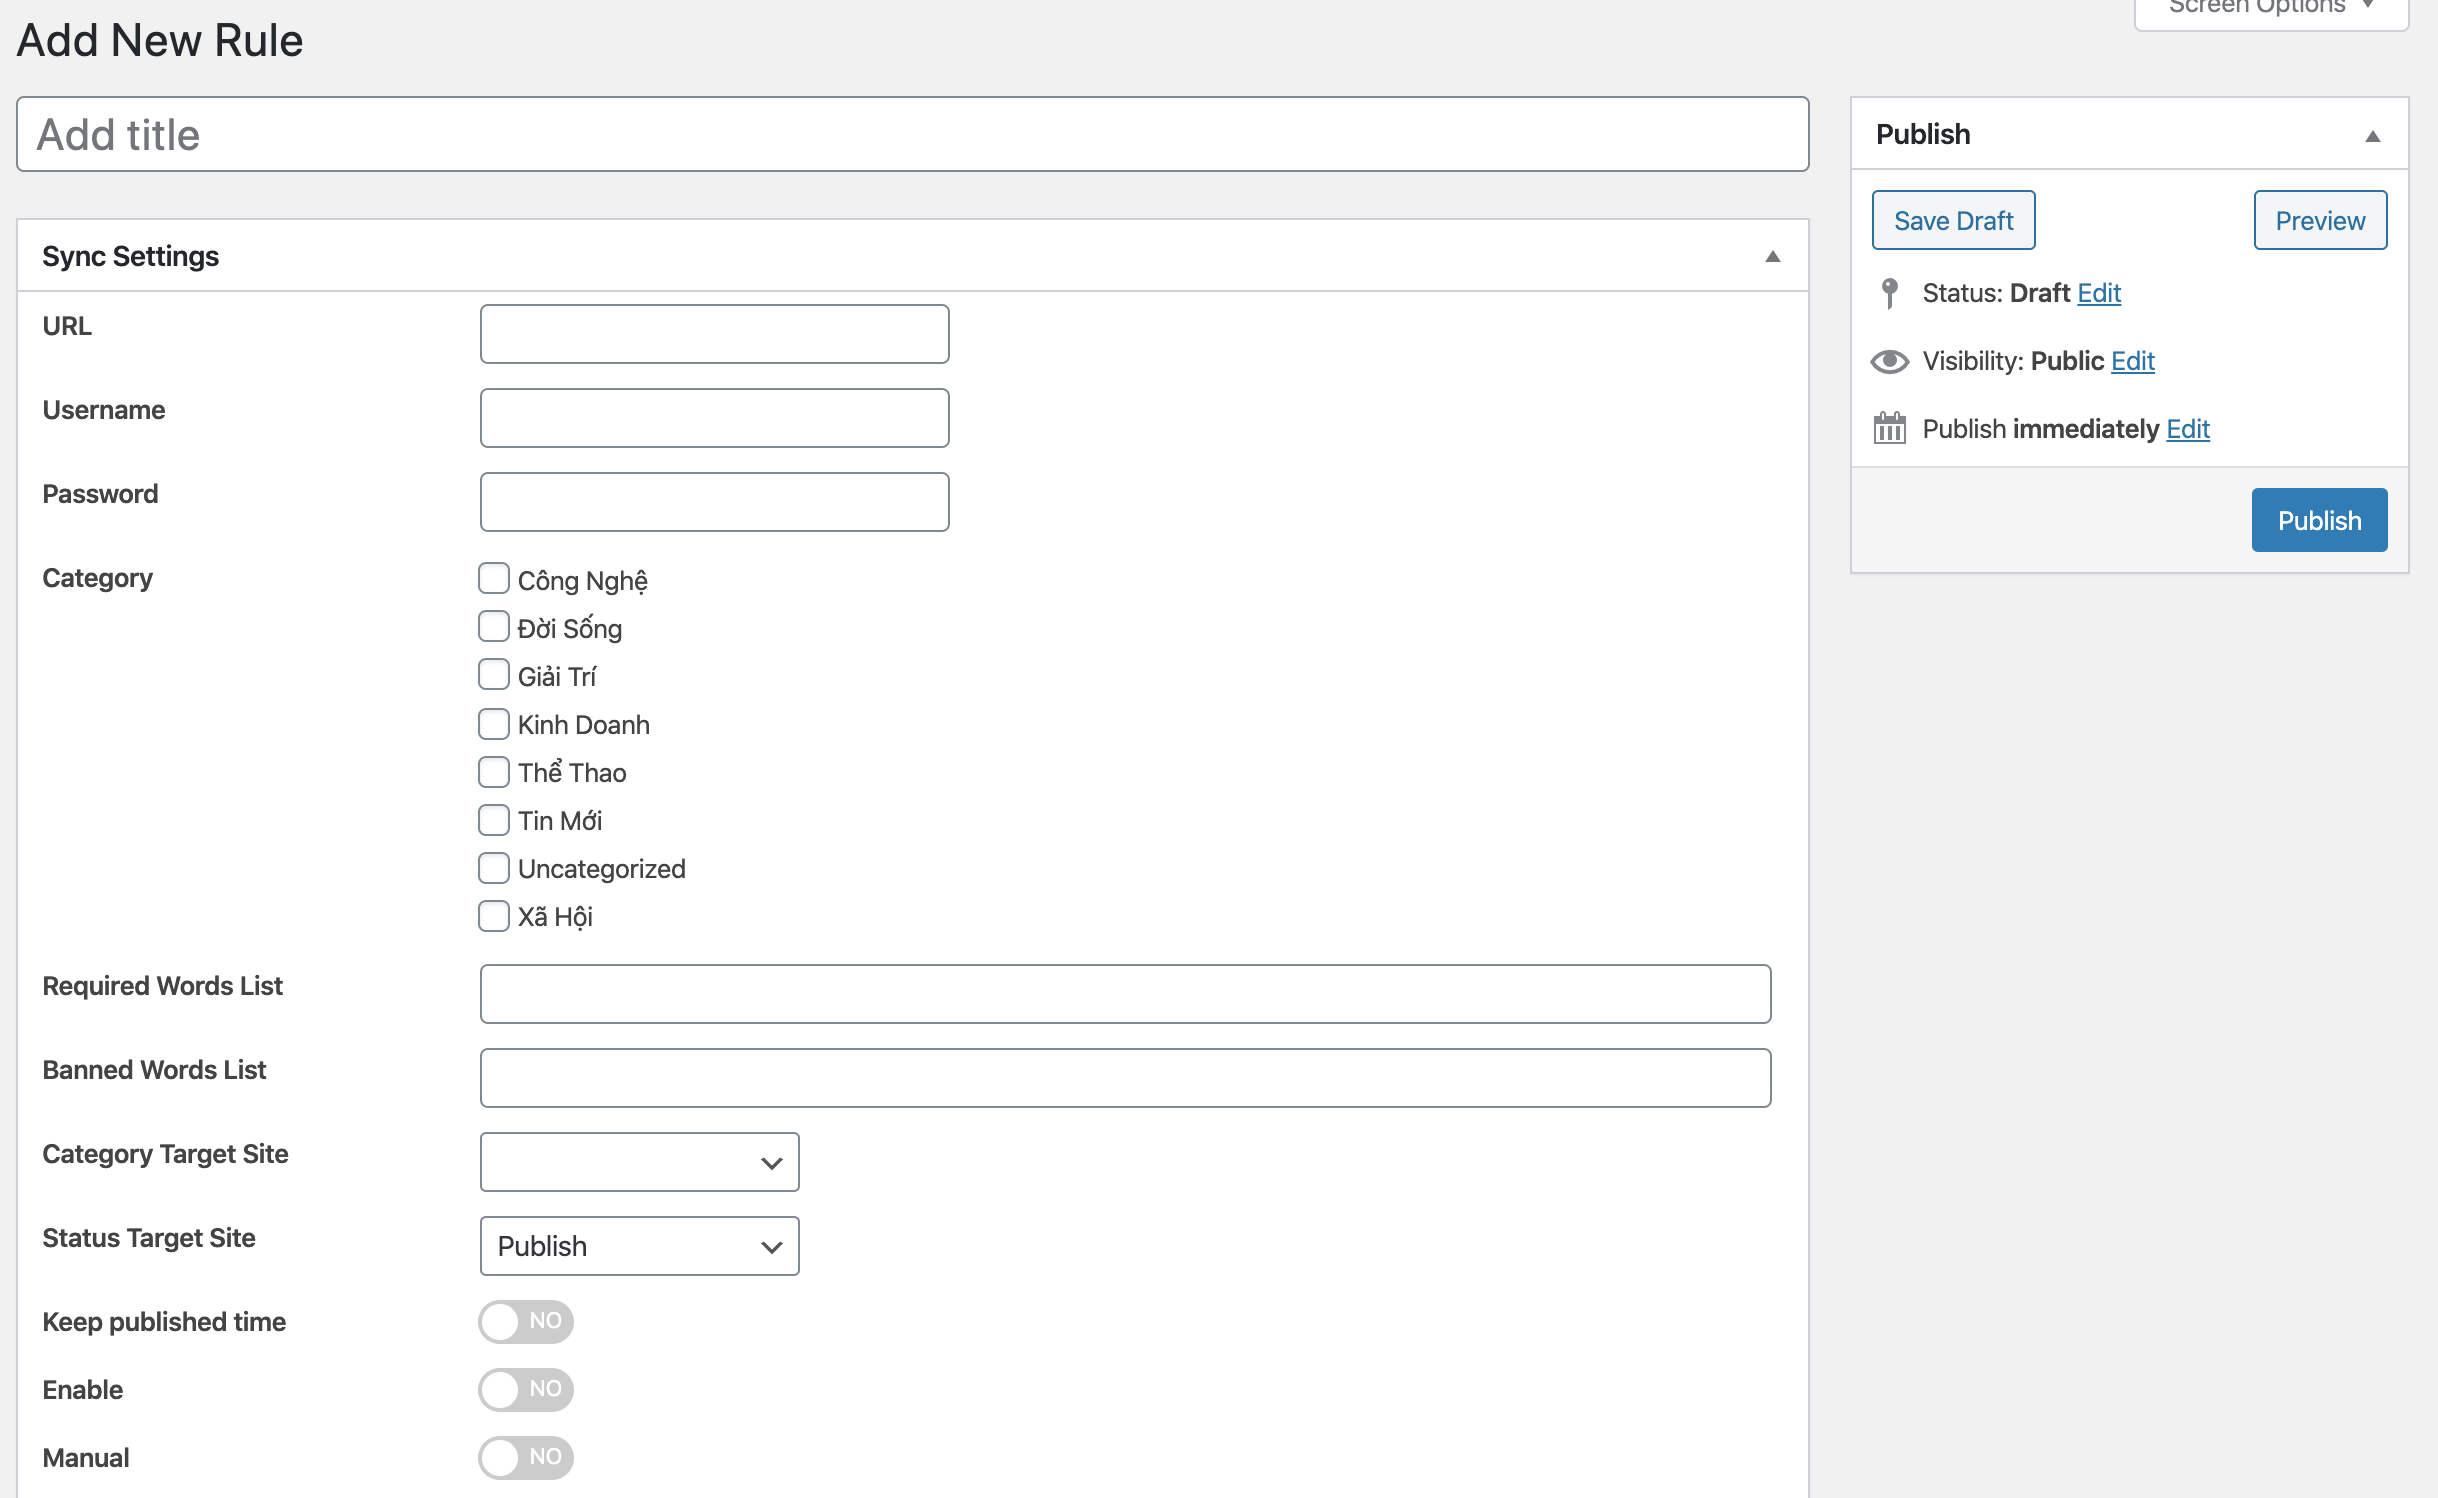 Screen Options
Add New Rule
Add title
Publish
Save Draft
Preview
Status: Draft Edit
Visibility: Public Edit
Publish immediately Edit
Publish
Sync Settings
URL
Username
Password
Category
Công Nghệ
Đời Sống
Giải Trí
Kinh Doanh
Thể Thao
Tin Mới
Uncategorized
Xã Hội
Required Words List
Banned Words List
Category Target Site
Status Target Site
Publish
Keep published time
NO
Enable
NO
Manual
NO